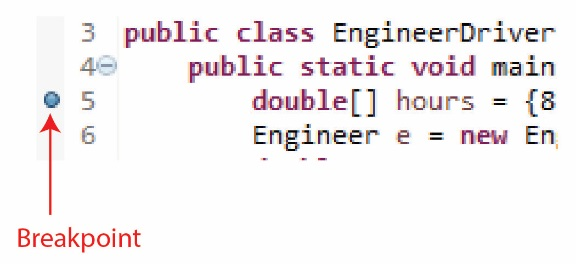 3 public class EngineerDriver
4 public static void main
5 double[] hours = {8
6 Engineer e = new En
Breakpoint